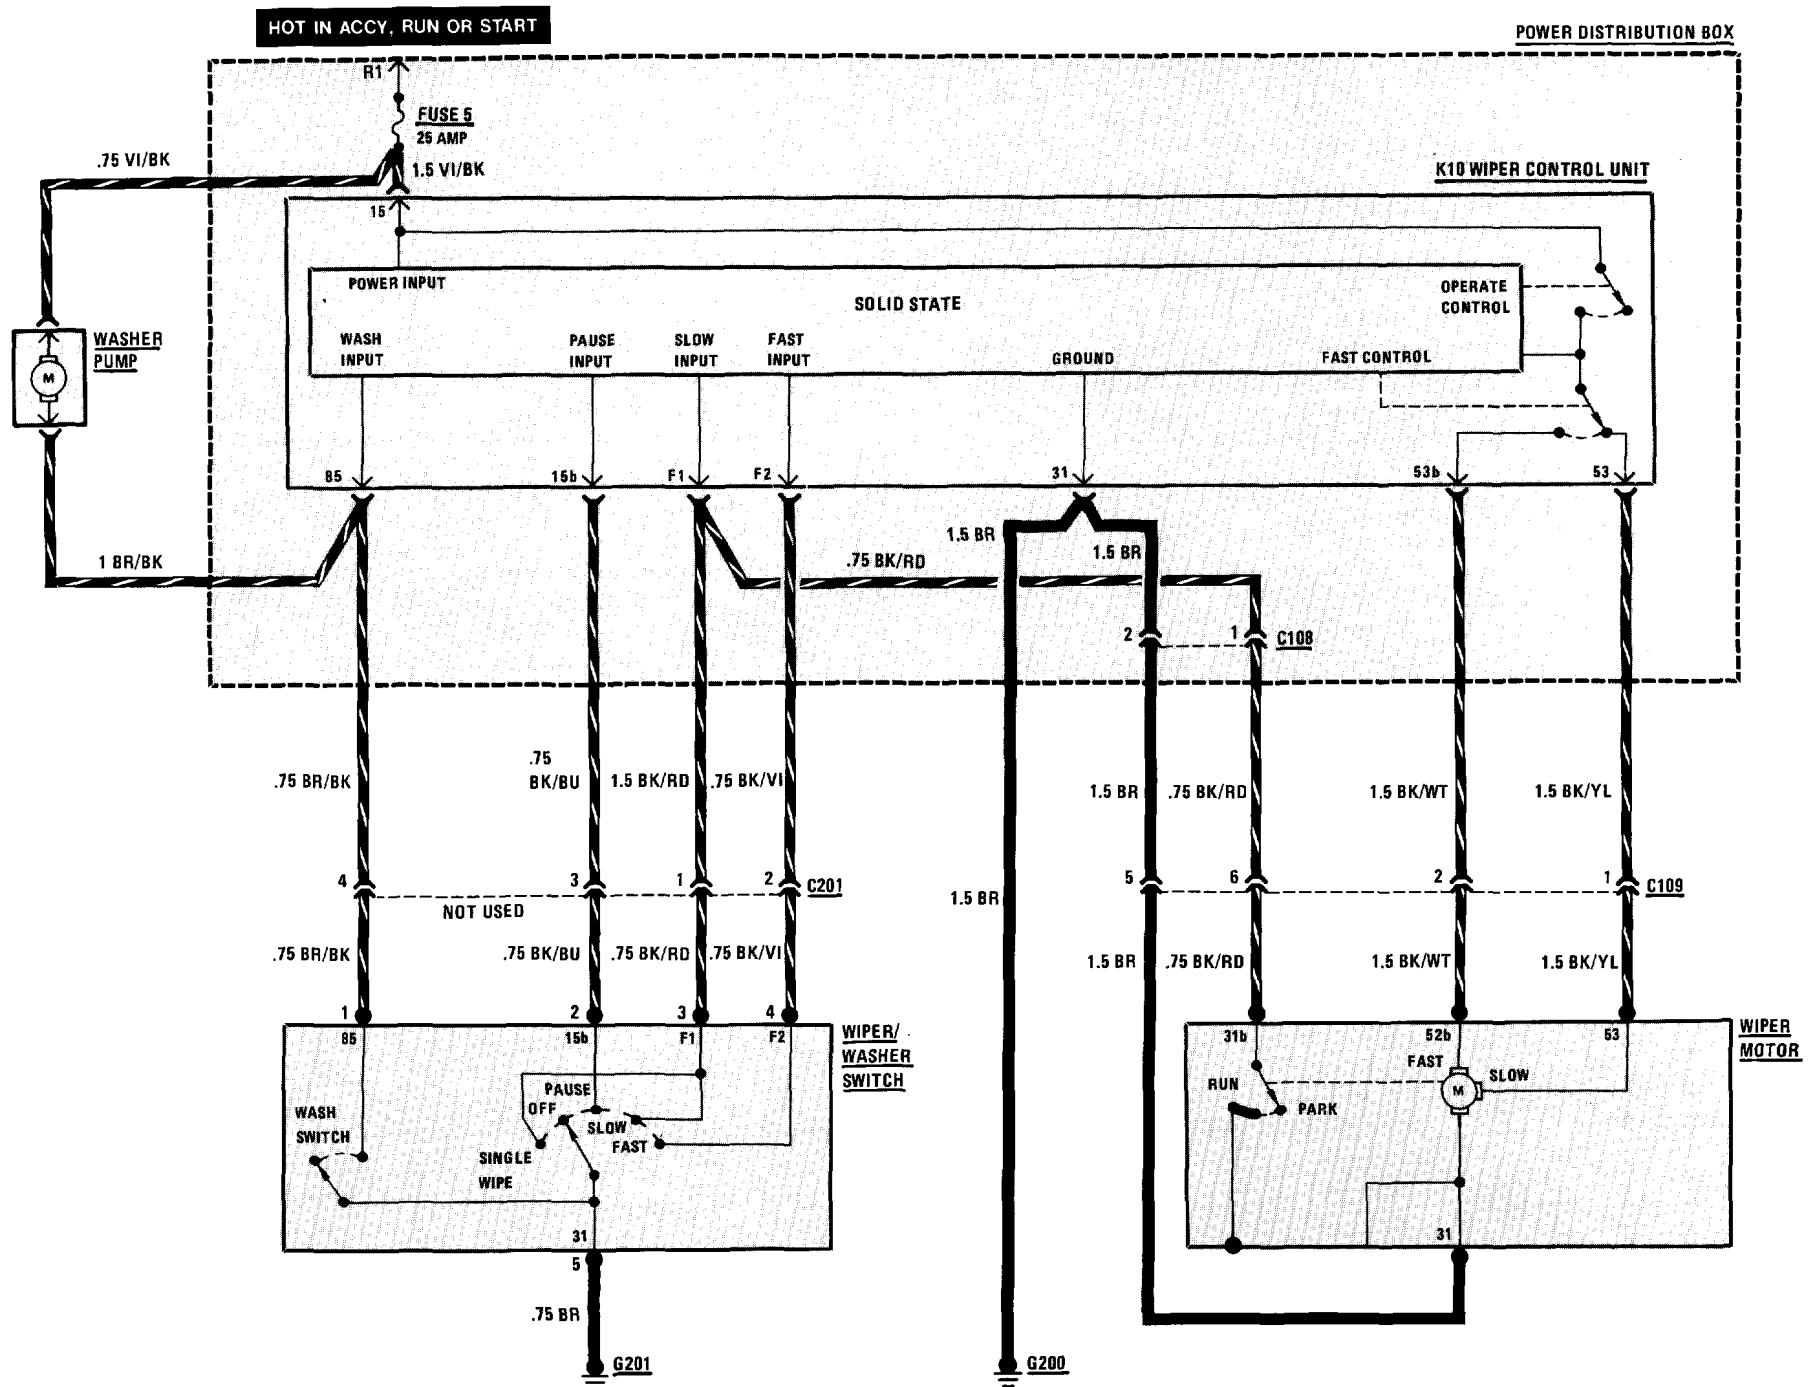 HOT IN ACCY, RUN OR START
POWER DISTRIBUTION BOX
R1
FUSE 5
25 AMP
.75 VI/BK
1.5 VI/BK
K10 WIPER CONTROL UNIT
15
POWER INPUT
SOLID STATE
OPERATE
CONTROL
WASHER
PUMP
M
WASH
INPUT
PAUSE
INPUT
SLOW
INPUT
FAST
INPUT
GROUND
FAST CONTROL
85
15b
F1
F2
31
53b
53
1 BR/BK
1.5 BR
1.5 BR
.75 BK/RD
2
1
C108
.75 BR/BK
.75
BK/BU
1.5 BK/RD
.75 BK/VI
1.5 BR
.75 BK/RD
1.5 BK/WT
1.5 BK/YL
4
3
1
2
C201
NOT USED
1.5 BR
5
6
2
1
C109
.75 BR/BK
.75 BK/BU
.75 BK/RD
.75 BK/VI
1.5 BR
.75 BK/RD
1.5 BK/WT
1.5 BK/YL
1
2
3
4
85
15b
F1
F2
WIPER/
WASHER
SWITCH
31b
52b
53
WIPER
MOTOR
FAST
M
SLOW
RUN
PARK
WASH
SWITCH
PAUSE
OFF
SLOW
FAST
SINGLE
WIPE
31
5
31
.75 BR
G201
G200